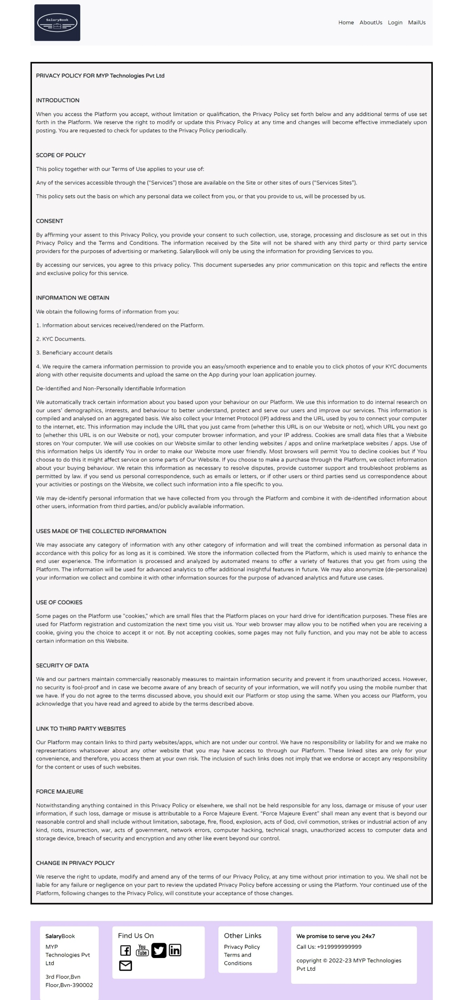 SalaryBook
Home AboutUs Login MailUs
PRIVACY POLICY FOR MYP Technologies Pvt Ltd
INTRODUCTION
When you access the Platform you accept, without limitation or qualification, the Privacy Policy set forth below and any additional terms of use set
forth in the Platform. We reserve the right to modify or update this Privacy Policy at any time and changes will become effective immediately upon
posting. You are requested to check for updates to the Privacy Policy periodically.
SCOPE OF POLICY
This policy together with our Terms of Use applies to your use of:
Any of the services accessible through the (“Services”) those are available on the Site or other sites of ours (“Services Sites”).
This policy sets out the basis on which any personal data we collect from you, or that you provide to us, will be processed by us.
CONSENT
By affirming your assent to this Privacy Policy, you provide your consent to such collection, use, storage, processing and disclosure as set out in this
Privacy Policy and the Terms and Conditions. The information received by the Site will not be shared with any third party or third party service
providers for the purposes of advertising or marketing. SalaryBook will only be using the information for providing Services to you.
By accessing our services, you agree to this privacy policy. This document supersedes any prior communication on this topic and reflects the entire
and exclusive policy for this service.
INFORMATION WE OBTAIN
We obtain the following forms of information from you:
1. Information about services received/rendered on the Platform.
2. KYC Documents.
3. Beneficiary account details
4. We require the camera information permission to provide you an easy/smooth experience and to enable you to click photos of your KYC documents
along with other requisite documents and upload the same on the App during your loan application journey.
De-Identified and Non-Personally Identifiable Information
We automatically track certain information about you based upon your behaviour on our Platform. We use this information to do internal research on
our users’ demographics, interests, and behaviour to better understand, protect and serve our users and improve our services. This information is
compiled and analysed on an aggregated basis. We also collect your Internet Protocol (IP) address and the URL used by you to connect your computer
to the internet, etc. This information may include the URL that you just came from (whether this URL is on our Website or not), which URL you next go
to (whether this URL is on our Website or not), your computer browser information, and your IP address. Cookies are small data files that a Website
stores on Your computer. We will use cookies on our Website similar to other lending websites / apps and online marketplace websites / apps. Use of
this information helps Us identify You in order to make our Website more user friendly. Most browsers will permit You to decline cookies but if You
choose to do this it might affect service on some parts of Our Website. If you choose to make a purchase through the Platform, we collect information
about your buying behaviour. We retain this information as necessary to resolve disputes, provide customer support and troubleshoot problems as
permitted by law. if you send us personal correspondence, such as emails or letters, or if other users or third parties send us correspondence about
your activities or postings on the Website, we collect such information into a file specific to you.
We may de-identify personal information that we have collected from you through the Platform and combine it with de-identified information about
other users, information from third parties, and/or publicly available information.
USES MADE OF THE COLLECTED INFORMATION
We may associate any category of information with any other category of information and will treat the combined information as personal data in
accordance with this policy for as long as it is combined. We store the information collected from the Platform, which is used mainly to enhance the
end user experience. The information is processed and analyzed by automated means to offer a variety of features that you get from using the
Platform. The information will be used for advanced analytics to offer additional insightful features in future. We may also anonymize (de-personalize)
your information we collect and combine it with other information sources for the purpose of advanced analytics and future use cases.
USE OF COOKIES
Some pages on the Platform use "cookies," which are small files that the Platform places on your hard drive for identification purposes. These files are
used for Platform registration and customization the next time you visit us. Your web browser may allow you to be notified when you are receiving a
cookie, giving you the choice to accept it or not. By not accepting cookies, some pages may not fully function, and you may not be able to access
certain information on this Website.
SECURITY OF DATA
We and our partners maintain commercially reasonably measures to maintain information security and prevent it from unauthorized access. However,
no security is fool-proof and in case we become aware of any breach of security of your information, we will notify you using the mobile number that
we have. If you do not agree to the terms discussed above, you should exit our Platform or stop using the same. When you access our Platform, you
acknowledge that you have read and agreed to abide by the terms described above.
LINK TO THIRD PARTY WEBSITES
Our Platform may contain links to third party websites/apps, which are not under our control. We have no responsibility or liability for and we make no
representations whatsoever about any other website that you may have access to through our Platform. These linked sites are only for your
convenience, and therefore, you access them at your own risk. The inclusion of such links does not imply that we endorse or accept any responsibility
for the content or uses of such websites.
FORCE MAJEURE
Notwithstanding anything contained in this Privacy Policy or elsewhere, we shall not be held responsible for any loss, damage or misuse of your user
information, if such loss, damage or misuse is attributable to a Force Majeure Event. “Force Majeure Event” shall mean any event that is beyond our
reasonable control and shall include without limitation, sabotage, fire, flood, explosion, acts of God, civil commotion, strikes or industrial action of any
kind, riots, insurrection, war, acts of government, network errors, computer hacking, technical snags, unauthorized access to computer data and
storage device, breach of security and encryption and any other like event beyond our control.
CHANGE IN PRIVACY POLICY
We reserve the right to update, modify and amend any of the terms of our Privacy Policy, at any time without prior intimation to you. We shall not be
liable for any failure or negligence on your part to review the updated Privacy Policy before accessing or using the Platform. Your continued use of the
Platform, following changes to the Privacy Policy, will constitute your acceptance of those changes.
SalaryBook
MYP
Technologies Pvt
Ltd
3rd Floor,Bvn
Floor,Bvn-390002
Find Us On
You
Tube
in
Other Links
Privacy Policy
Terms and
Conditions
We promise to serve you 24x7
Call Us: +919999999999
copyright © 2022-23 MYP Technologies
Pvt Ltd